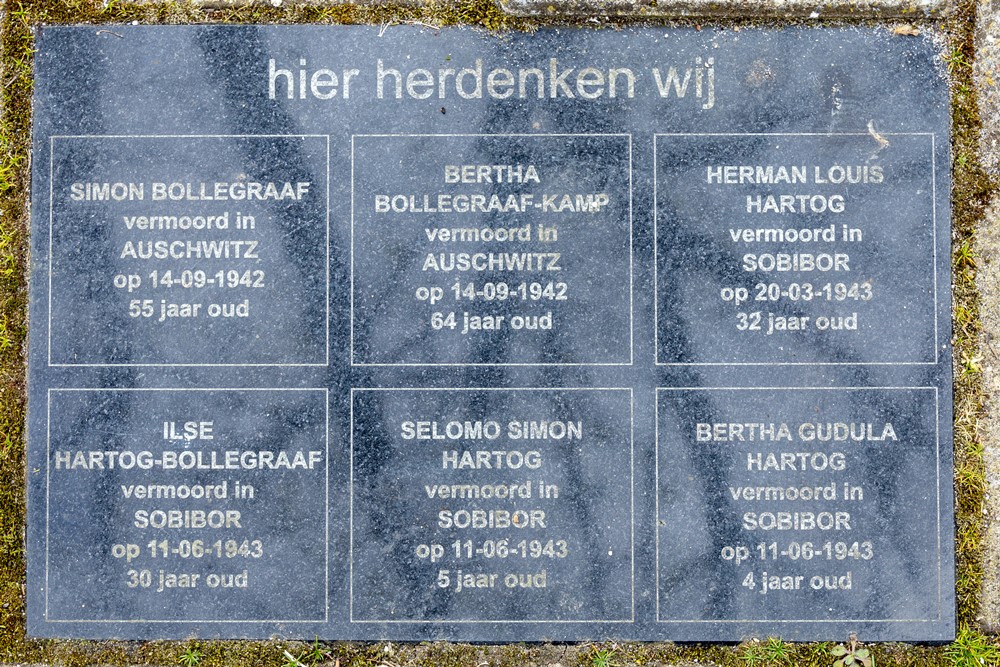 hier herdenken wij
SIMON BOLLEGRAAF
vermoord in
AUSCHWITZ
op 14-09-1942
55 jaar oud
BERTHA
BOLLEGRAAF-KAMP
vermoord in
AUSCHWITZ
op 14-09-1942
64 jaar oud
HERMAN LOUIS
HARTOG
vermoord in
SOBIBOR
op 20-03-1943
32 jaar oud
ILSE
HARTOG-BOLLEGRAAF
vermoord in
SOBIBOR
op 11-06-1943
30 jaar oud
SELOMO SIMON
HARTOG
vermoord in
SOBIBOR
op 11-06-1943
5 jaar oud
BERTHA GUDULA
HARTOG
vermoord in
SOBIBOR
op 11-06-1943
4 jaar oud